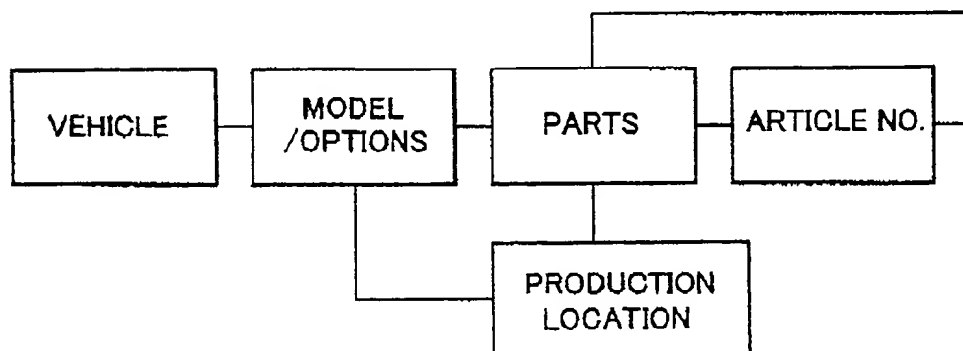 VEHICLE
MODEL
/OPTIONS
PARTS
ARTICLE NO.
PRODUCTION
LOCATION